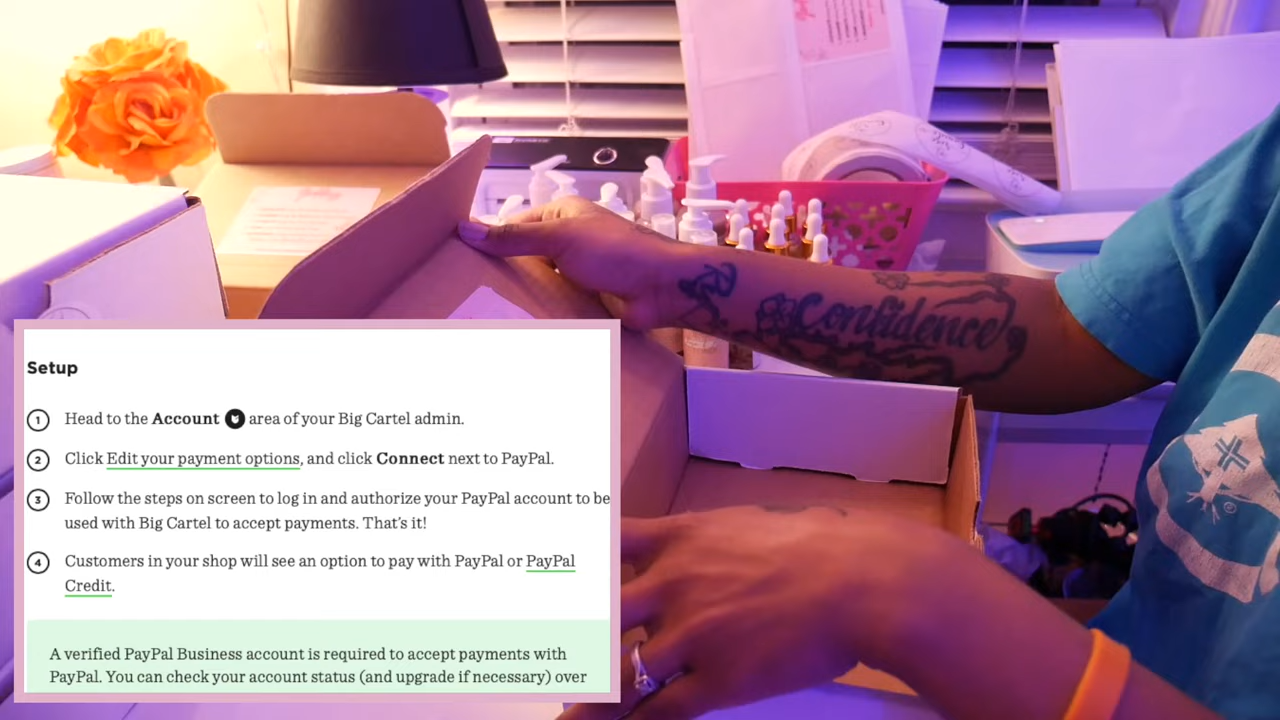 Confidence
Setup
1 Head to the Account area of your Big Cartel admin.
2 Click Edit your payment options, and click Connect next to PayPal.
3 Follow the steps on screen to log in and authorize your PayPal account to be
used with Big Cartel to accept payments. That's it!
4 Customers in your shop will see an option to pay with PayPal or PayPal
Credit.
A verified PayPal Business account is required to accept payments with
PayPal. You can check your account status (and upgrade if necessary) over